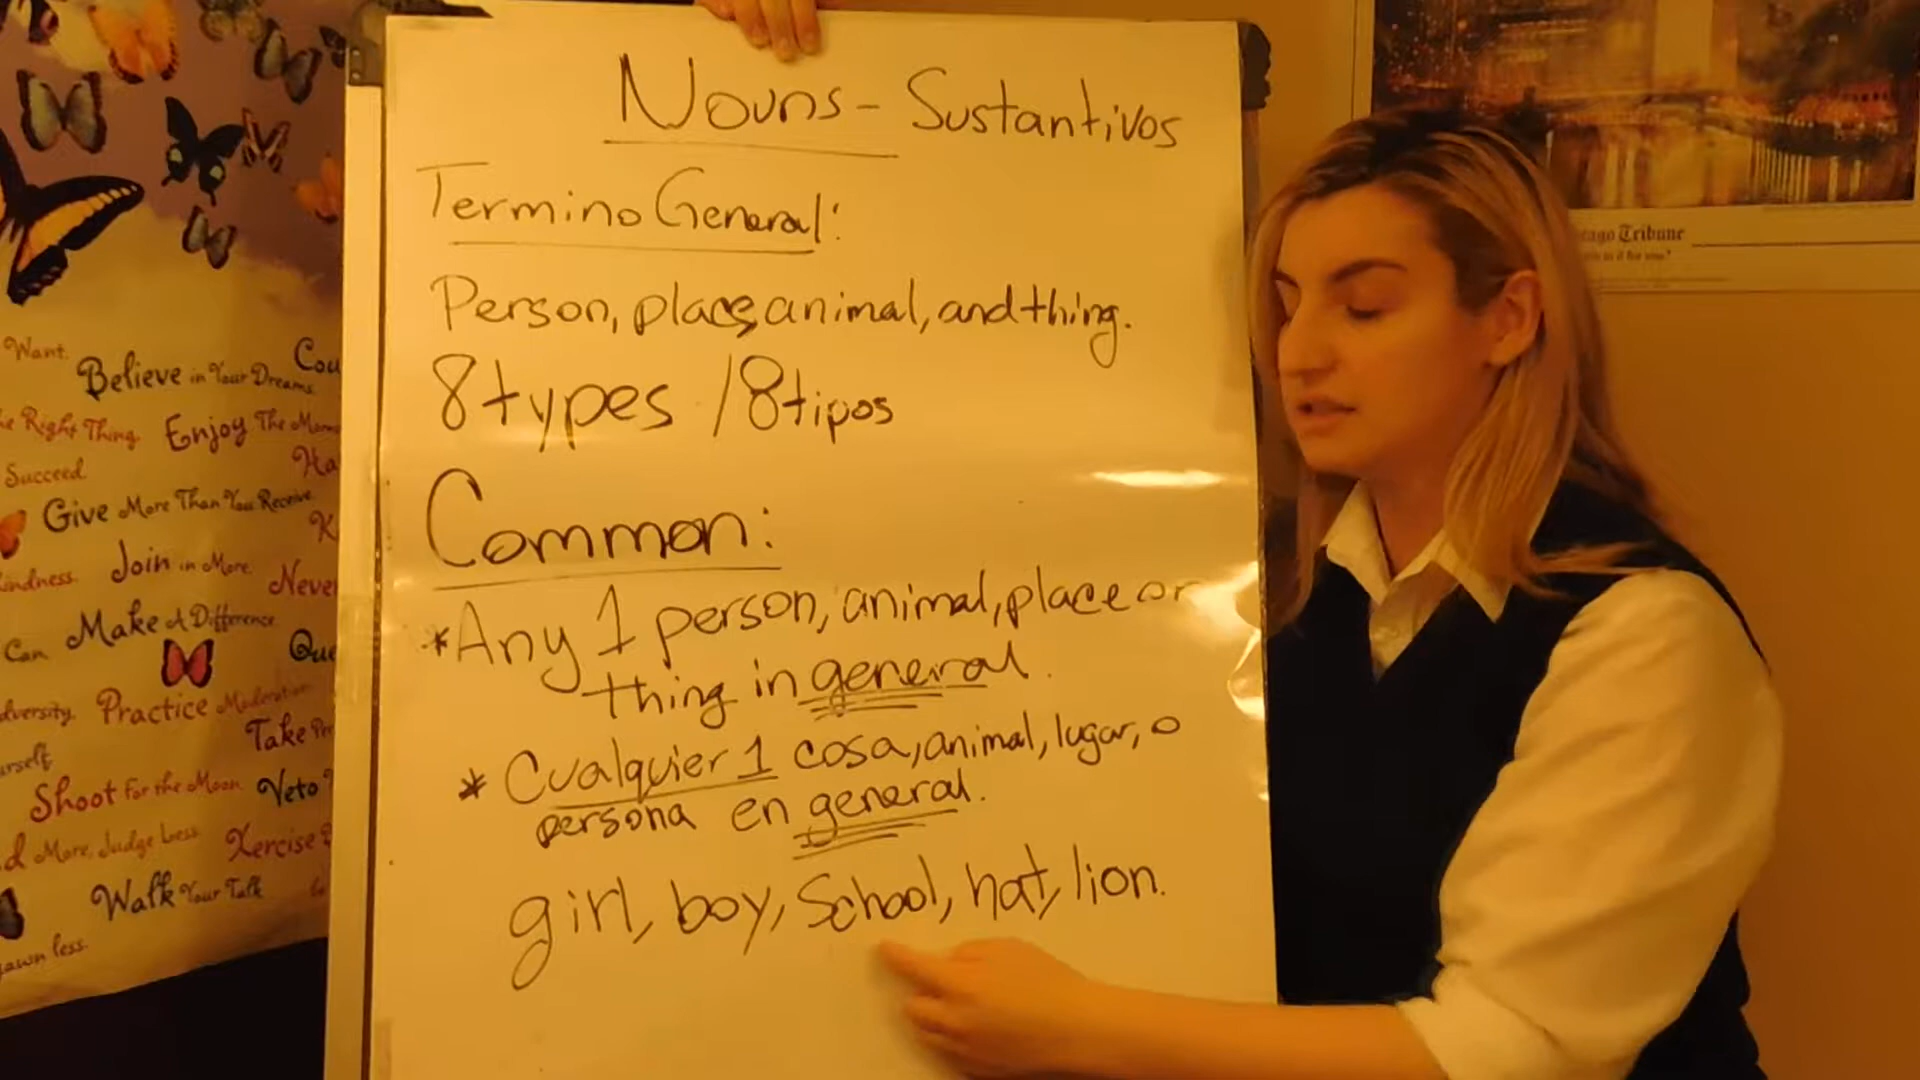 Nouns - Sustantivos
Termino General:
Person, place, animal, and thing.
8 types / 8 tipos
Common:
* Any 1 person, animal, place or
thing in general.
* Cualquier 1 cosa, animal, lugar, o
persona en general.
girl, boy, School, hat, lion.
Want.
Believe in Your Dreams
Right Thing. Enjoy The
Succeed.
Give More Than You Receive
Join in More.
Never
Can. Make A Difference.
Practice Moderation
Take
Shoot For the Moon. Veto
More, Judge Less. Xercise
Walk Your Talk
less.
Tribune